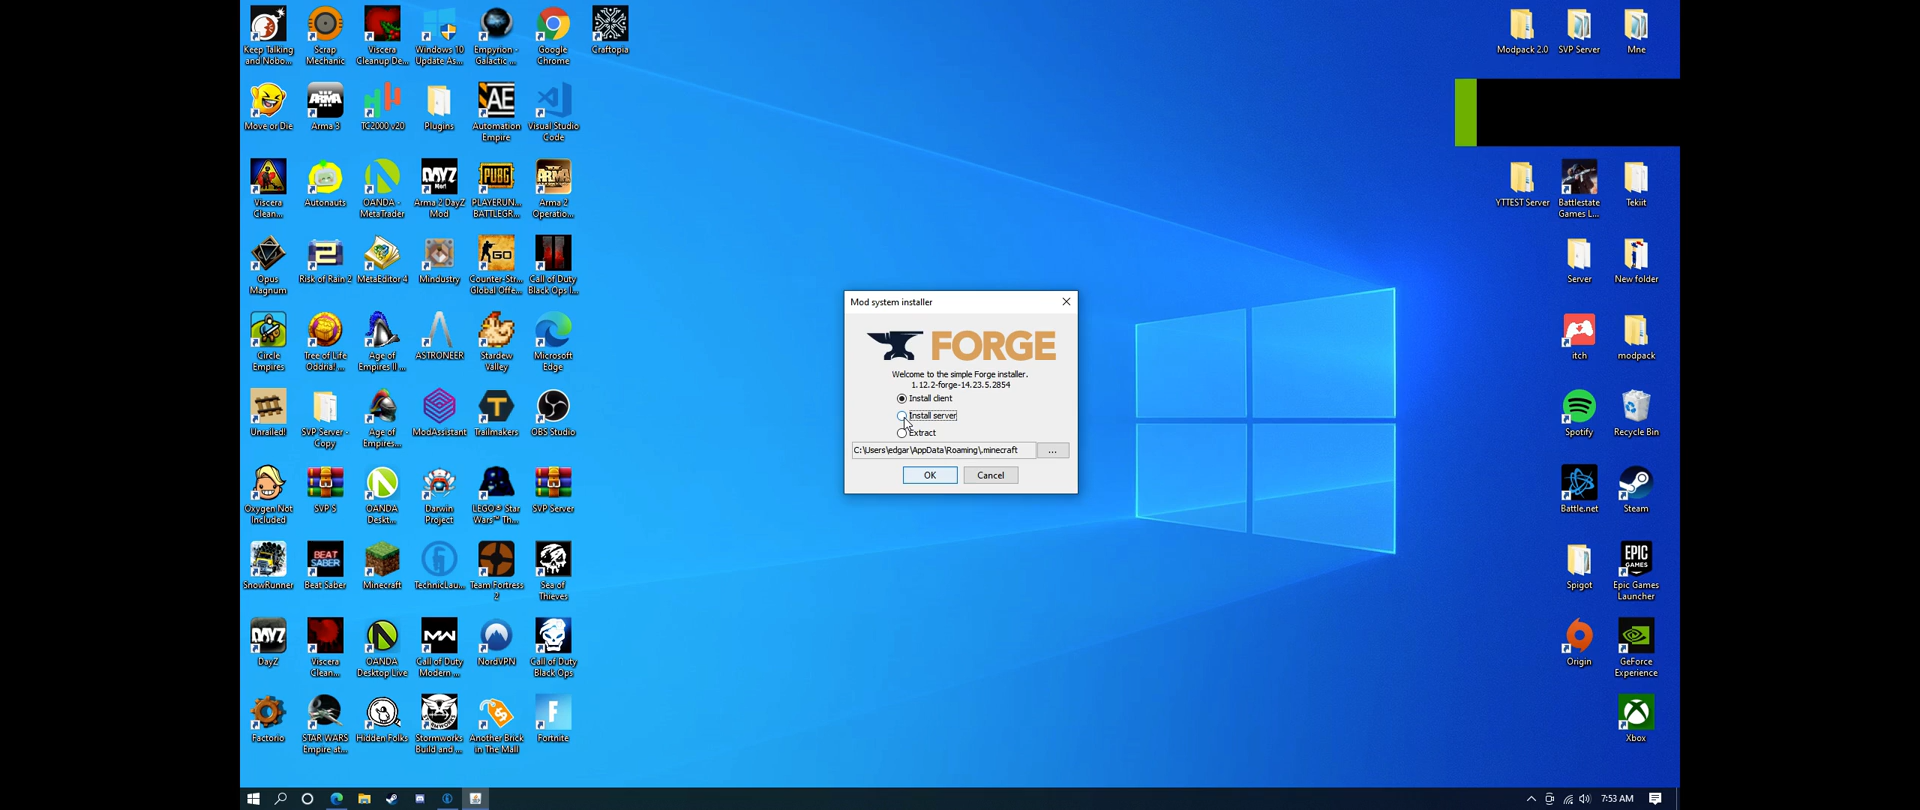 Keep Talking
and Nobo...
Scrap
Mechanic
Viscera
Cleanup De...
Windows 10
Update As...
Empyrion -
Galactic ...
Google
Chrome
Craftopia
Modpack 2.0
SVP Server
Mne
Move or Die
Arma 3
TC2000 v20
Plugins
Automation
Empire
Visual Studio
Code
Viscera
Clean...
Autonauts
OANDA -
MetaTrader
Arma 2 DayZ
Mod
PLAYERUN...
BATTLEGR...
Arma 2
Operatio...
YTTEST Server
Battlestate
Games L...
Tekiit
Opus
Magnum
Risk of Rain 2
MetaEditor 4
Mindustry
Counter-Str...
Global Offe...
Call of Duty
Black Ops I...
Server
New folder
Mod system installer
FORGE
Welcome to the simple Forge installer.
1.12.2-forge-14.23.5.2854
Install client
Install server
Extract
C:\Users\edgar\AppData\Roaming\.minecraft
...
OK
Cancel
Circle
Empires
Tree of Life
Oddria! ...
Age of
Empires II ...
ASTRONEER
Stardew
Valley
Microsoft
Edge
itch
modpack
Unrailed!
SVP Server -
Copy
Age of
Empires...
ModAssistant
Trailmakers
OBS Studio
Spotify
Recycle Bin
Oxygen Not
Included
SVP S
OANDA
Deskt...
Darwin
Project
LEGO® Star
Wars™ Th...
SVP Server
Battle.net
Steam
SnowRunner
BEAT
SABER
Beat Saber
Minecraft
TechnicLau...
Team Fortress
2
Sea of
Thieves
Spigot
EPIC
GAMES
Epic Games
Launcher
DayZ
Viscera
Clean...
OANDA
Desktop Live
Call of Duty
Modern ...
NordVPN
Call of Duty
Black Ops
Origin
GeForce
Experience
Factorio
STAR WARS
Empire at...
Hidden Folks
Stormworks
Build and ...
Another Brick
in The Mall
Fortnite
Xbox
7:53 AM